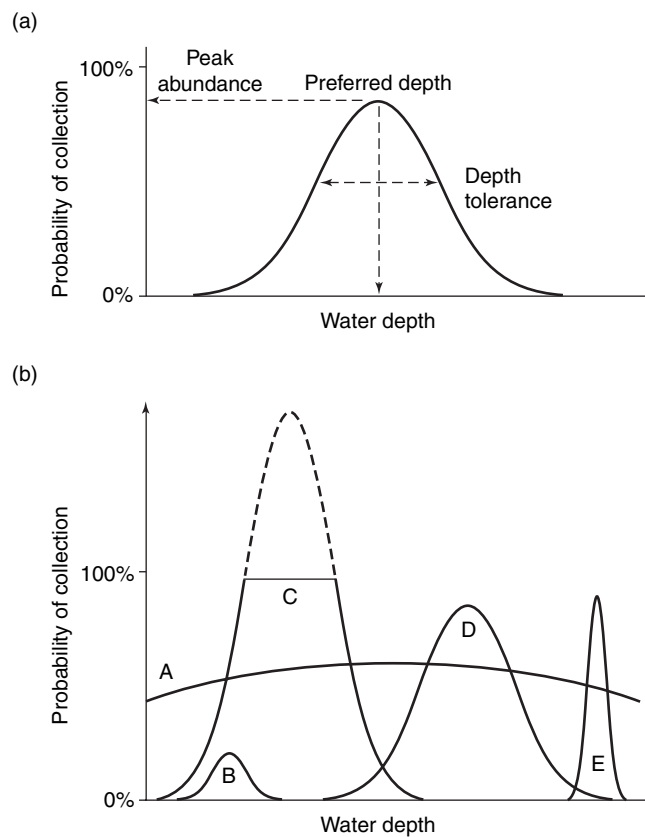 (a)
100%
Peak
abundance
Preferred depth
Depth
tolerance
Probability of collection
0%
Water depth
(b)
Probability of collection
100%
C
D
A
B
E
0%
Water depth